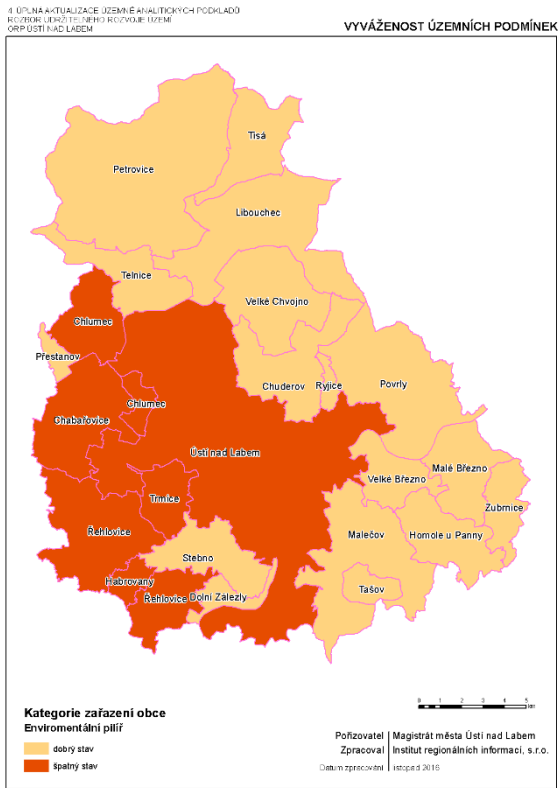 4. ÚPLNÁ AKTUALIZACE ÚZEMNĚ ANALITICKÝCH PODKLADŮ
ROZBOR UDRŽITELNÉHO ROZVOJE ÚZEMÍ
ORP ÚSTÍ NAD LABEM
VYVÁŽENOST ÚZEMNÍCH PODMÍNEK
Tisá
Petrovice
Libouchec
Telnice
Velké Chvojno
Chlumec
Přestanov
Chuderov
Ryjice
Povrly
Chlumec
Chabařovice
Ústí nad Labem
Malé Březno
Velké Březno
Trmice
Zubrnice
Řehlovice
Malečov
Homole u Panny
Stebno
Habrovany
Tašov
Řehlovice
Dolní Zálezly
0 1 2 3 4 5
km
Kategorie zařazení obce
Enviromentální pilíř
dobrý stav
špatný stav
Pořizovatel
Magistrát města Ústí nad Labem
Zpracoval
Institut regionálních informací, s.r.o.
Datum zpracování
listopad 2016